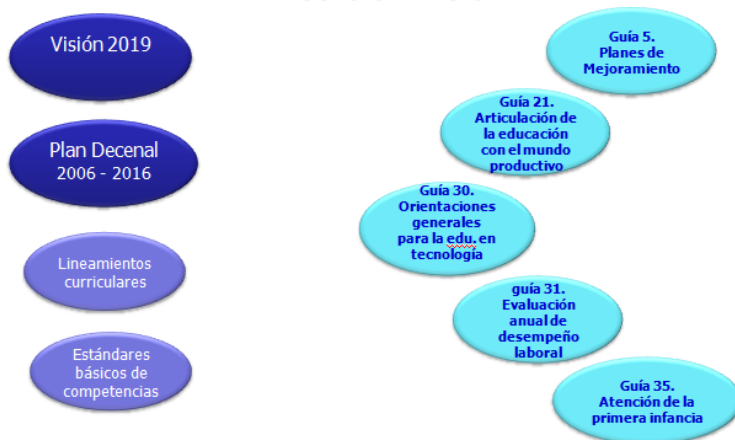 Visión 2019
Plan Decenal
2006 - 2016
Lineamientos
curriculares
Estándares
básicos de
competencias
Guía 5.
Planes de
Mejoramiento
Guía 21.
Articulación de
la educación
con el mundo
productivo
Guía 30.
Orientaciones
generales
para la edu. en
tecnología
guía 31.
Evaluación
anual de
desempeño
laboral
Guía 35.
Atención de la
primera infancia